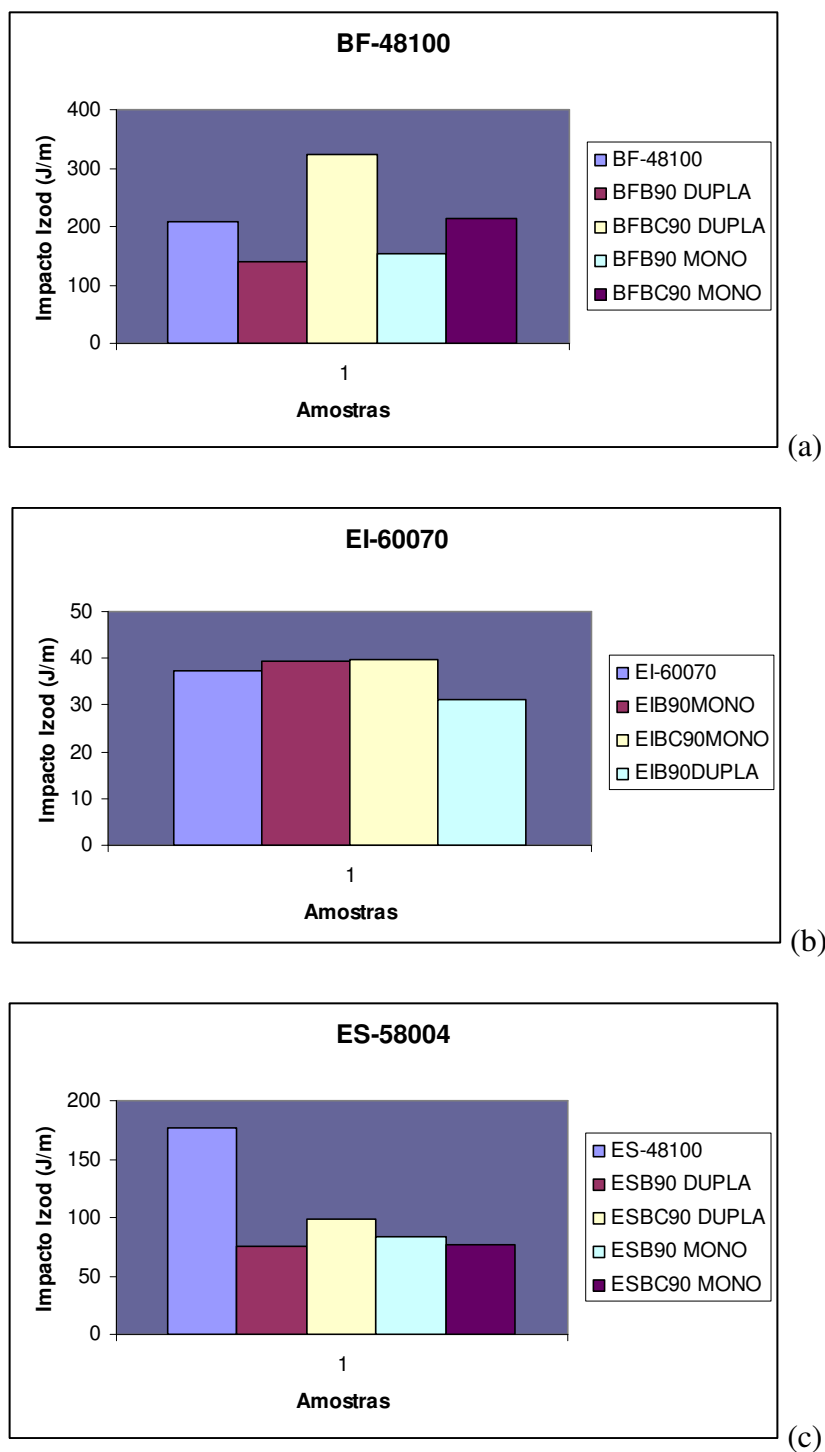 BF-48100
400
300
200
100
0
Impacto Izod (J/m)
1
Amostras
BF-48100
BFB90 DUPLA
BFBC90 DUPLA
BFB90 MONO
BFBC90 MONO
(a)
EI-60070
50
40
30
20
10
0
Impacto Izod (J/m)
1
Amostras
EI-60070
EIB90MONO
EIBC90MONO
EIB90DUPLA
(b)
ES-58004
200
150
100
50
0
Impacto Izod (J/m)
1
Amostras
ES-48100
ESB90 DUPLA
ESBC90 DUPLA
ESB90 MONO
ESBC90 MONO
(c)